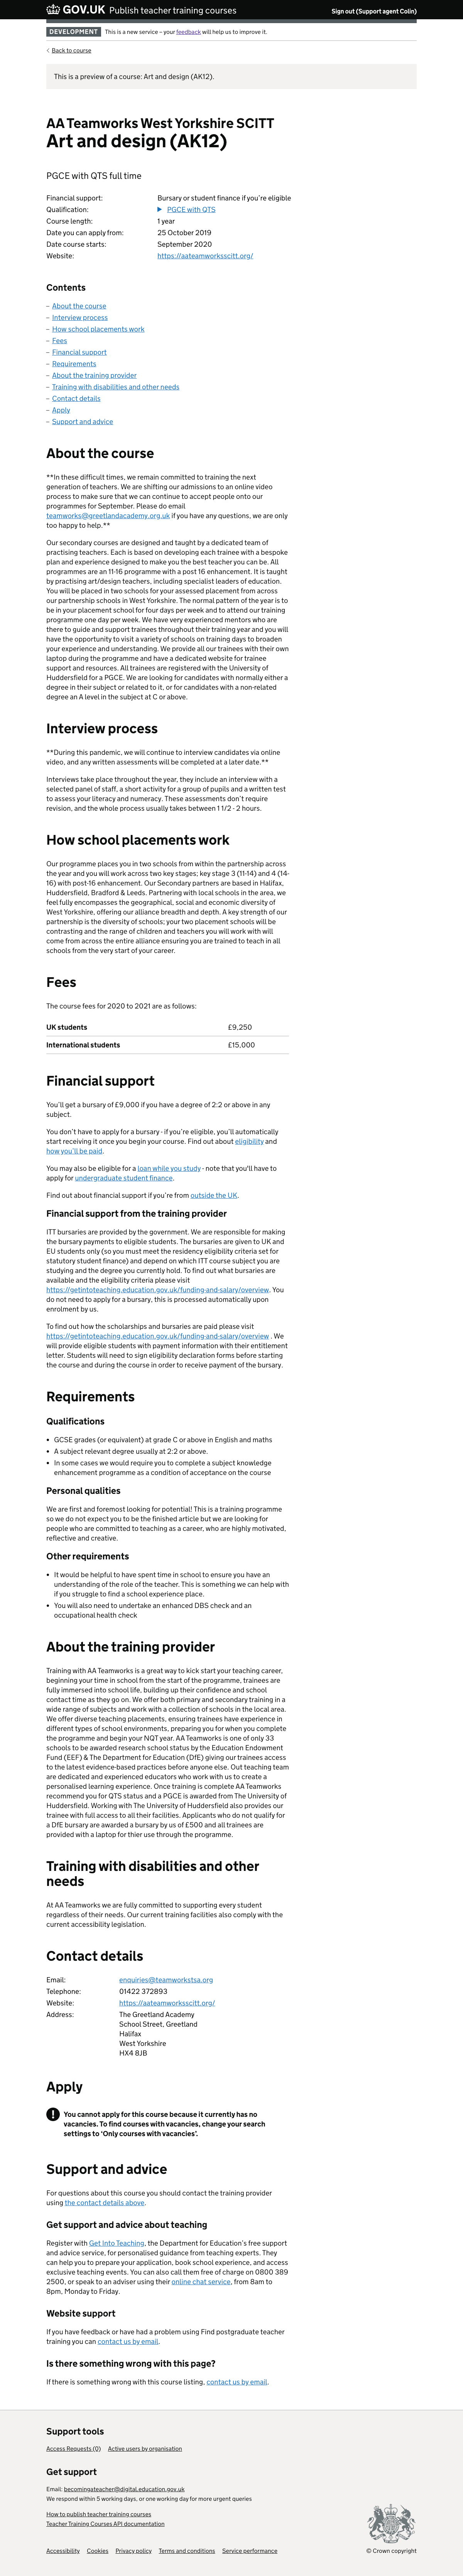 GOV.UK Publish teacher training courses
Sign out (Support agent Colin)
DEVELOPMENT This is a new service – your feedback will help us to improve it.
Back to course
This is a preview of a course: Art and design (AK12).
AA Teamworks West Yorkshire SCITT
Art and design (AK12)
PGCE with QTS full time
Financial support: Bursary or student finance if you're eligible
Qualification: PGCE with QTS
Course length: 1 year
Date you can apply from: 25 October 2019
Date course starts: September 2020
Website: https://aateamworksscitt.org/
Contents
– About the course
– Interview process
– How school placements work
– Fees
– Financial support
– Requirements
– About the training provider
– Training with disabilities and other needs
– Contact details
– Apply
– Support and advice
About the course
**In these difficult times, we remain committed to training the next
generation of teachers. We are shifting our admissions to an online video
process to make sure that we can continue to accept people onto our
programmes for September. Please do email
teamworks@greetlandacademy.org.uk if you have any questions, we are only
too happy to help.**
Our secondary courses are designed and taught by a dedicated team of
practising teachers. Each is based on developing each trainee with a bespoke
plan and experience designed to make you the best teacher you can be. All
programmes are an 11-16 programme with a post 16 enhancement. It is taught
by practising art/design teachers, including specialist leaders of education.
You will be placed in two schools for your assessed placement from across
our partnership schools in West Yorkshire. The normal pattern of the year is to
be in your placement school for four days per week and to attend our training
programme one day per week. We have very experienced mentors who are
there to guide and support trainees throughout their training year and you will
have the opportunity to visit a variety of schools on training days to broaden
your experience and understanding. We provide all our trainees with their own
laptop during the programme and have a dedicated website for trainee
support and resources. All trainees are registered with the University of
Huddersfield for a PGCE. We are looking for candidates with normally either a
degree in their subject or related to it, or for candidates with a non-related
degree an A level in the subject at C or above.
Interview process
**During this pandemic, we will continue to interview candidates via online
video, and any written assessments will be completed at a later date.**
Interviews take place throughout the year, they include an interview with a
selected panel of staff, a short activity for a group of pupils and a written test
to assess your literacy and numeracy. These assessments don't require
revision, and the whole process usually takes between 1 1/2 - 2 hours.
How school placements work
Our programme places you in two schools from within the partnership across
the year and you will work across two key stages; key stage 3 (11-14) and 4 (14-
16) with post-16 enhancement. Our Secondary partners are based in Halifax,
Huddersfield, Bradford & Leeds. Partnering with local schools in the area, we
feel fully encompasses the geographical, social and economic diversity of
West Yorkshire, offering our alliance breadth and depth. A key strength of our
partnership is the diversity of schools; your two placement schools will be
contrasting and the range of children and teachers you will work with will
come from across the entire alliance ensuring you are trained to teach in all
schools from the very start of your career.
Fees
The course fees for 2020 to 2021 are as follows:
UK students £9,250
International students £15,000
Financial support
You'll get a bursary of £9,000 if you have a degree of 2:2 or above in any
subject.
You don't have to apply for a bursary - if you're eligible, you'll automatically
start receiving it once you begin your course. Find out about eligibility and
how you'll be paid.
You may also be eligible for a loan while you study - note that you'll have to
apply for undergraduate student finance.
Find out about financial support if you're from outside the UK.
Financial support from the training provider
ITT bursaries are provided by the government. We are responsible for making
the bursary payments to eligible students. The bursaries are given to UK and
EU students only (so you must meet the residency eligibility criteria set for
statutory student finance) and depend on which ITT course subject you are
studying and the degree you currently hold. To find out what bursaries are
available and the eligibility criteria please visit
https://getintoteaching.education.gov.uk/funding-and-salary/overview. You
do not need to apply for a bursary, this is processed automatically upon
enrolment by us.
To find out how the scholarships and bursaries are paid please visit
https://getintoteaching.education.gov.uk/funding-and-salary/overview . We
will provide eligible students with payment information with their entitlement
letter. Students will need to sign eligibility declaration forms before starting
the course and during the course in order to receive payment of the bursary.
Requirements
Qualifications
• GCSE grades (or equivalent) at grade C or above in English and maths
• A subject relevant degree usually at 2:2 or above.
• In some cases we would require you to complete a subject knowledge
enhancement programme as a condition of acceptance on the course
Personal qualities
We are first and foremost looking for potential! This is a training programme
so we do not expect you to be the finished article but we are looking for
people who are committed to teaching as a career, who are highly motivated,
reflective and creative.
Other requirements
• It would be helpful to have spent time in school to ensure you have an
understanding of the role of the teacher. This is something we can help with
if you struggle to find a school experience place.
• You will also need to undertake an enhanced DBS check and an
occupational health check
About the training provider
Training with AA Teamworks is a great way to kick start your teaching career,
beginning your time in school from the start of the programme, trainees are
fully immersed into school life, building up their confidence and school
contact time as they go on. We offer both primary and secondary training in a
wide range of subjects and work with a collection of schools in the local area.
We offer diverse teaching placements, ensuring trainees have experience in
different types of school environments, preparing you for when you complete
the programme and begin your NQT year. AA Teamworks is one of only 33
schools to be awarded research school status by the Education Endowment
Fund (EEF) & The Department for Education (DfE) giving our trainees access
to the latest evidence-based practices before anyone else. Out teaching team
are dedicated and experienced educators who work with us to create a
personalised learning experience. Once training is complete AA Teamworks
recommend you for QTS status and a PGCE is awarded from The University of
Huddersfield. Working with The University of Huddersfield also provides our
trainee with full access to all their facilities. Applicants who do not qualify for
a DfE bursary are awarded a bursary by us of £500 and all trainees are
provided with a laptop for thier use through the programme.
Training with disabilities and other
needs
At AA Teamworks we are fully committed to supporting every student
regardless of their needs. Our current training facilities also comply with the
current accessibility legislation.
Contact details
Email: enquiries@teamworkstsa.org
Telephone: 01422 372893
Website: https://aateamworksscitt.org/
Address: The Greetland Academy
School Street, Greetland
Halifax
West Yorkshire
HX4 8JB
Apply
! You cannot apply for this course because it currently has no
vacancies. To find courses with vacancies, change your search
settings to ‘Only courses with vacancies’.
Support and advice
For questions about this course you should contact the training provider
using the contact details above.
Get support and advice about teaching
Register with Get Into Teaching, the Department for Education's free support
and advice service, for personalised guidance from teaching experts. They
can help you to prepare your application, book school experience, and access
exclusive teaching events. You can also call them free of charge on 0800 389
2500, or speak to an adviser using their online chat service, from 8am to
8pm, Monday to Friday.
Website support
If you have feedback or have had a problem using Find postgraduate teacher
training you can contact us by email.
Is there something wrong with this page?
If there is something wrong with this course listing, contact us by email.
Support tools
Access Requests (0) Active users by organisation
Get support
Email: becomingateacher@digital.education.gov.uk
We respond within 5 working days, or one working day for more urgent queries
How to publish teacher training courses
Teacher Training Courses API documentation
Accessibility Cookies Privacy policy Terms and conditions Service performance
© Crown copyright